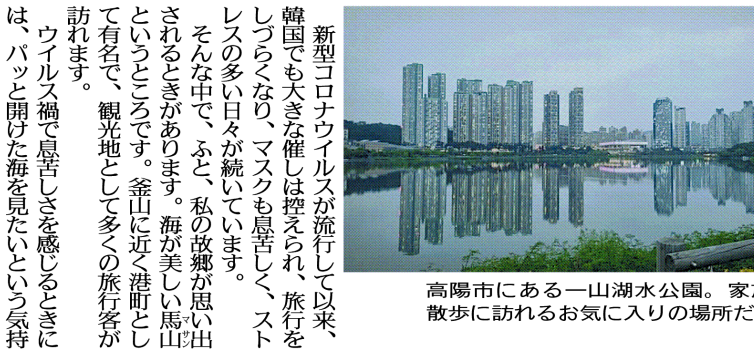 新型コロナウイルスが流行して以来、
韓国でも大きな催しは控えられ、旅行を
しづらくなり、マスクも息苦しく、スト
レスの多い日々が続いています。
そんな中で、ふと、私の故郷が思い出
されるときがあります。海が美しい馬山マサン
というところです。釜山に近く港町とし
て有名で、観光地として多くの旅行客が
訪れます。
ウイルス禍で息苦しさを感じるときに
は、パッと開けた海を見たいという気持
高陽市にある一山湖水公園。家
散歩に訪れるお気に入りの場所だ